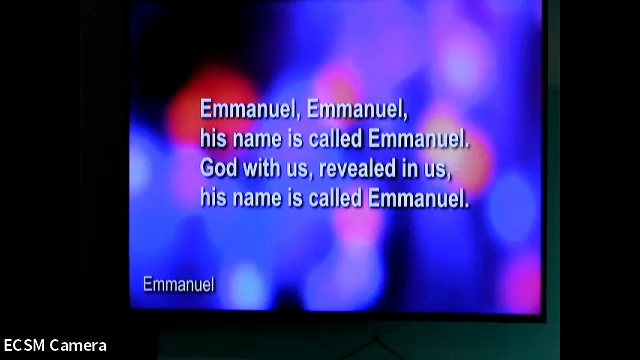 Emmanuel, Emmanuel,
his name is called Emmanuel.
God with us, revealed in us,
his name is called Emmanuel.
Emmanuel
ECSM Camera